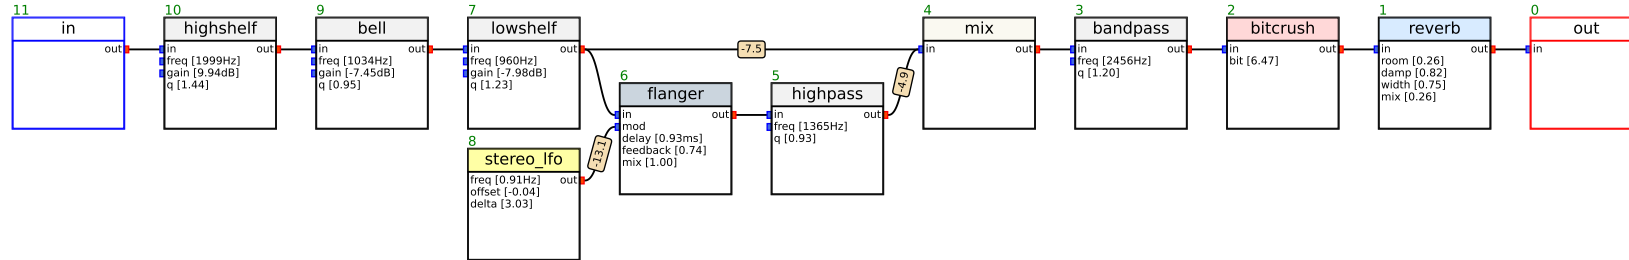 11
in
out
10
highshelf
in out
freq [1999Hz]
gain [9.94dB]
q [1.44]
9
bell
in out
freq [1034Hz]
gain [-7.45dB]
q [0.95]
7
lowshelf
in out
freq [960Hz]
gain [-7.98dB]
q [1.23]
8
stereo_lfo
freq [0.91Hz] out
offset [-0.04]
delta [3.03]
-13.1
6
flanger
in out
mod
delay [0.93ms]
feedback [0.74]
mix [1.00]
-7.5
5
highpass
in out
freq [1365Hz]
q [0.93]
-4.9
4
mix
in out
3
bandpass
in out
freq [2456Hz]
q [1.20]
2
bitcrush
in out
bit [6.47]
1
reverb
in out
room [0.26]
damp [0.82]
width [0.75]
mix [0.26]
0
out
in